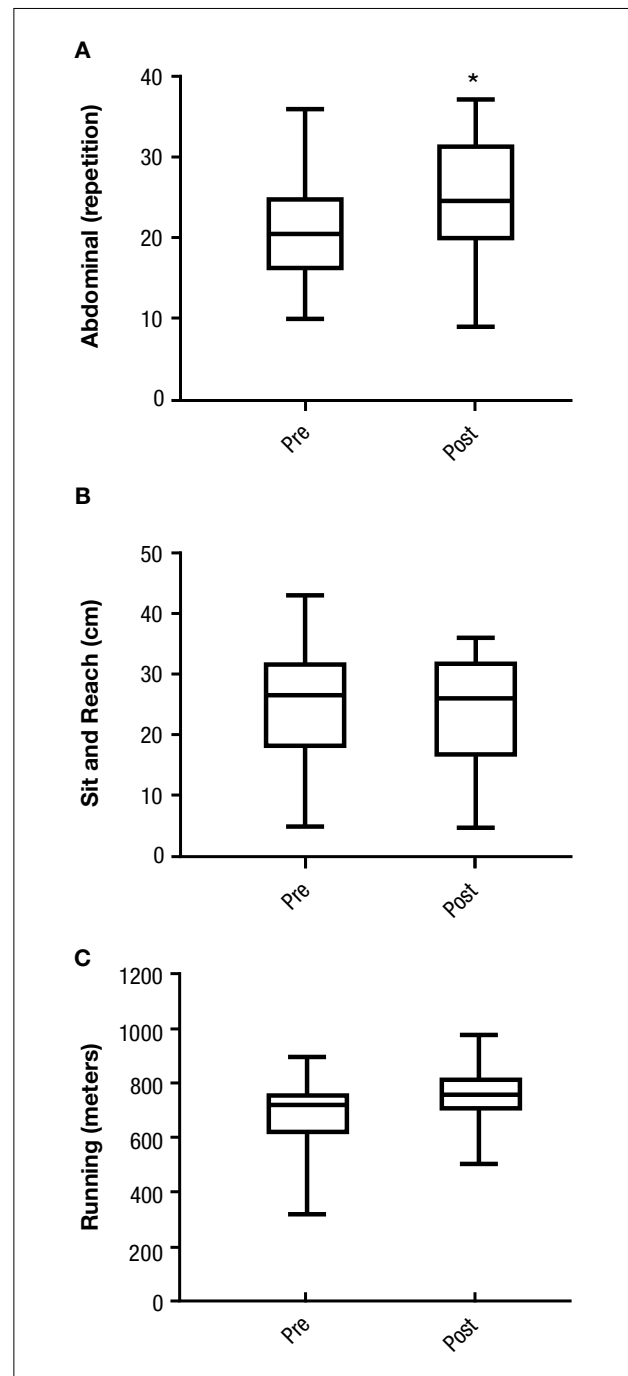 A
Abdominal (repetition)
40
30
20
10
0
*
Pre
Post
B
Sit and Reach (cm)
50
40
30
20
10
0
Pre
Post
C
Running (meters)
1200
1000
800
600
400
200
0
Pre
Post